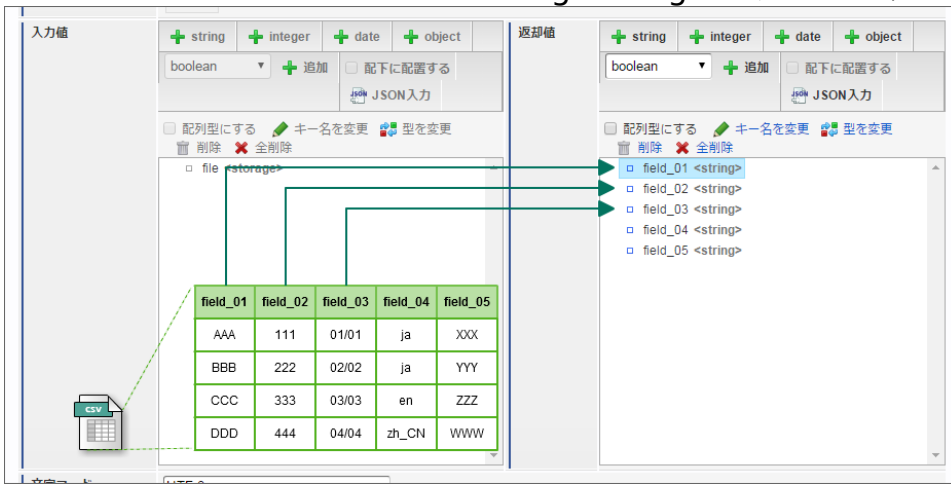 入力値
string integer date object
boolean 追加 配下に配置する
JSON JSON入力
配列型にする キー名を変更 型を変更
削除 全削除
file <storage>
field_01 field_02 field_03 field_04 field_05
AAA 111 01/01 ja XXX
BBB 222 02/02 ja YYY
CCC 333 03/03 en ZZZ
DDD 444 04/04 zh_CN WWW
CSV
返却値
string integer date object
boolean 追加 配下に配置する
JSON JSON入力
配列型にする キー名を変更 型を変更
削除 全削除
field_01 <string>
field_02 <string>
field_03 <string>
field_04 <string>
field_05 <string>